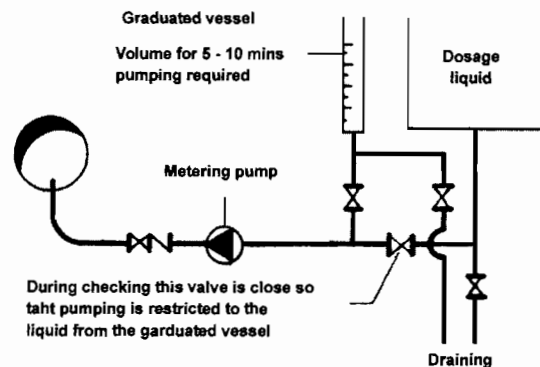 Graduated vessel
Volume for 5 - 10 mins
pumping required
Dosage
liquid
Metering pump
During checking this valve is close so
taht pumping is restricted to the
liquid from the garduated vessel
Draining